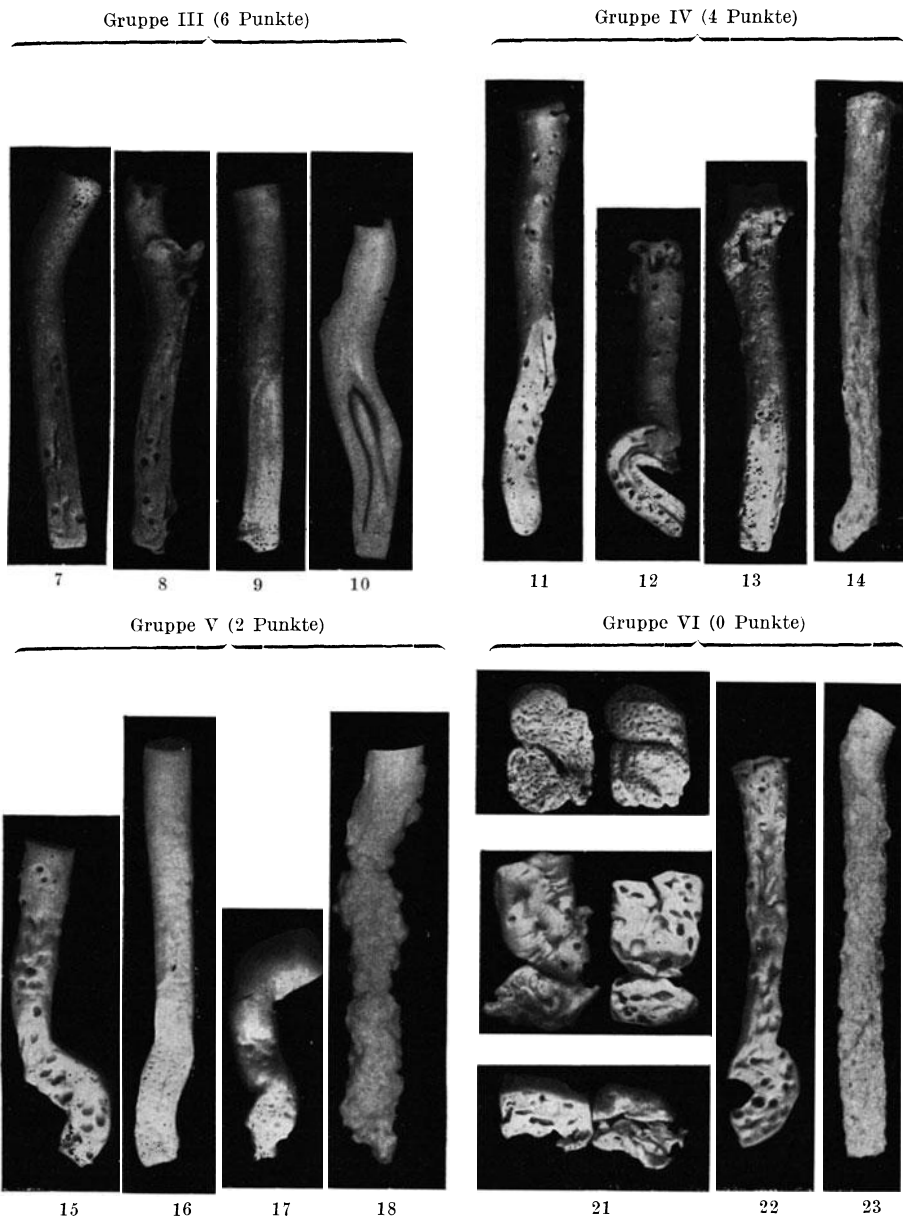 Gruppe III (6 Punkte)
Gruppe IV (4 Punkte)
7 8 9 10
11 12 13 14
Gruppe V (2 Punkte)
Gruppe VI (0 Punkte)
15 16 17 18
21 22 23